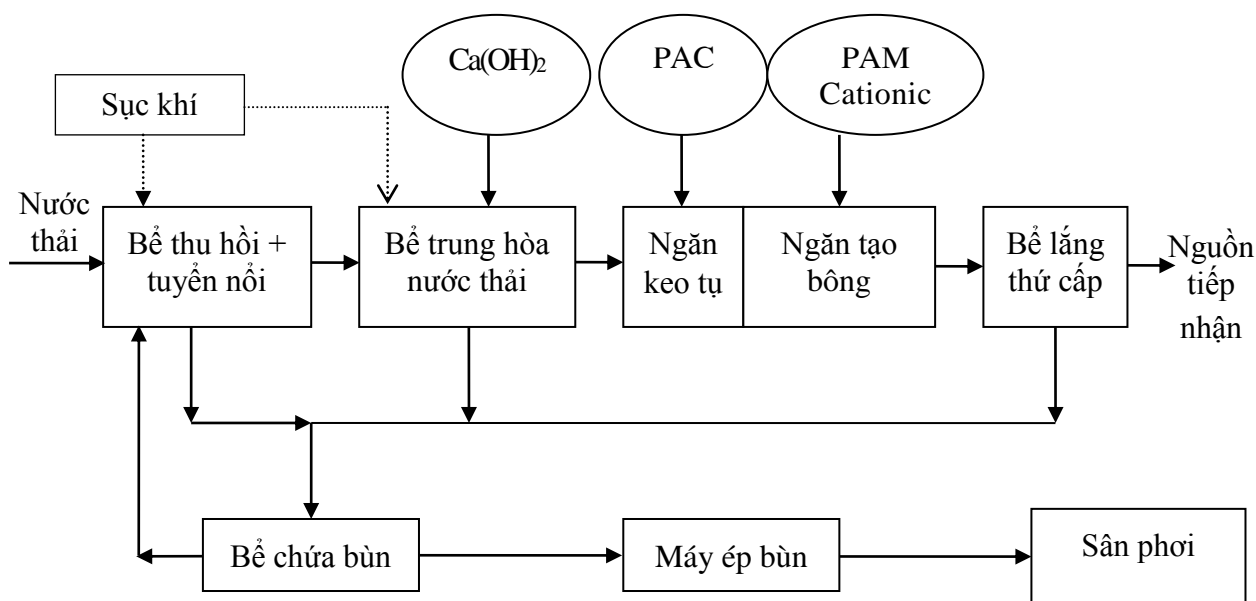 Ca(OH)2
PAC
PAM
Cationic
Sục khí
Nước
thải
Bể thu hồi +
tuyển nổi
Bể trung hòa
nước thải
Ngăn
keo tụ
Ngăn tạo
bông
Bể lắng
thứ cấp
Nguồn
tiếp
nhận
Bể chứa bùn
Máy ép bùn
Sân phơi